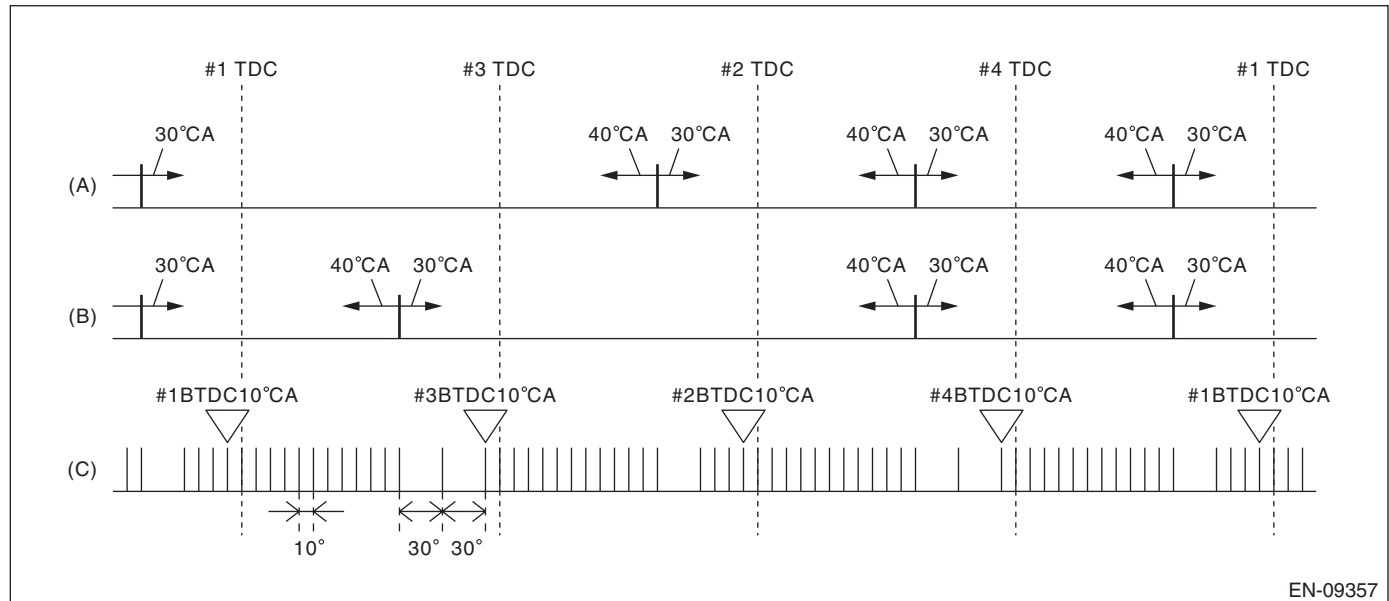 #1 TDC #3 TDC #2 TDC #4 TDC #1 TDC
30°CA 40°CA 30°CA 40°CA 30°CA 40°CA 30°CA
(A)
30°CA 40°CA 30°CA 40°CA 30°CA 40°CA 30°CA
(B)
#1BTDC10°CA #3BTDC10°CA #2BTDC10°CA #4BTDC10°CA #1BTDC10°CA
(C)
10° 30° 30°
EN-09357